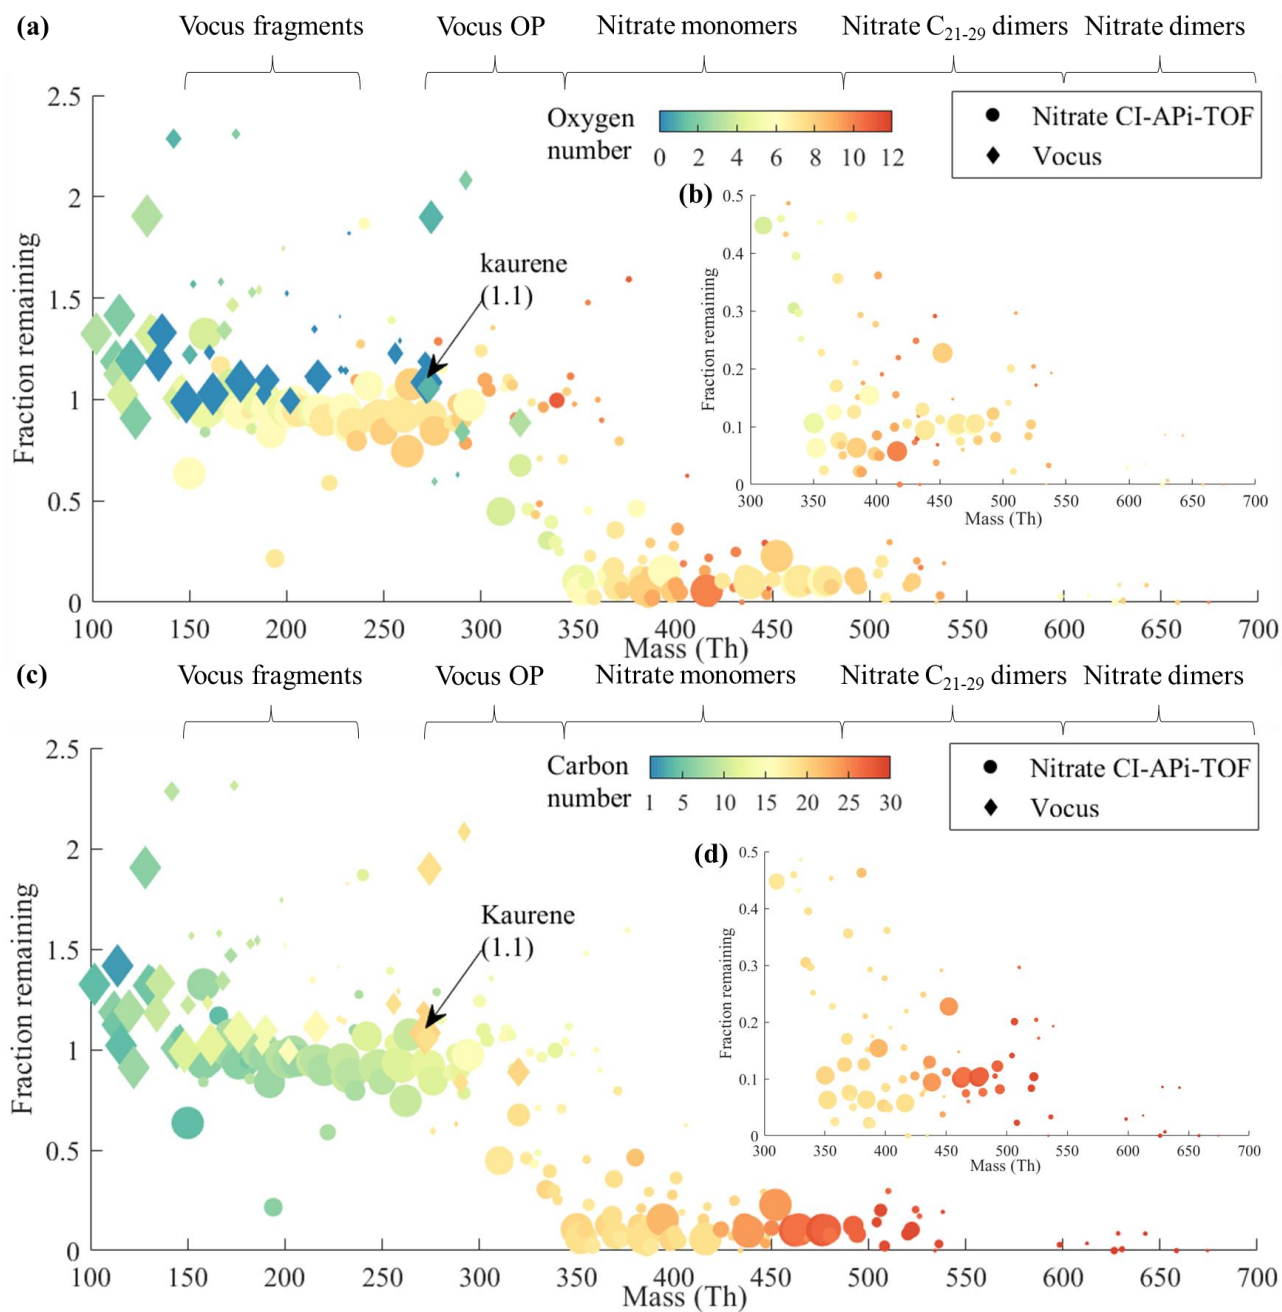 (a) Vocus fragments Vocus OP Nitrate monomers Nitrate C21-29 dimers Nitrate dimers
2.5
2
1.5
1
0.5
0
Fraction remaining
Oxygen number
0 2 4 6 8 10 12
Nitrate CI-APi-TOF
Vocus
kaurene
(1.1)
(b)
0.5
0.4
0.3
0.2
0.1
0
Fraction remaining
300 350 400 450 500 550 600 650 700
Mass (Th)
100 150 200 250 300 350 400 450 500 550 600 650 700
Mass (Th)
(c) Vocus fragments Vocus OP Nitrate monomers Nitrate C21-29 dimers Nitrate dimers
2.5
2
1.5
1
0.5
0
Fraction remaining
Carbon number
1 5 10 15 20 25 30
Nitrate CI-APi-TOF
Vocus
Kaurene
(1.1)
(d)
0.5
0.4
0.3
0.2
0.1
0
Fraction remaining
300 350 400 450 500 550 600 650 700
Mass (Th)
100 150 200 250 300 350 400 450 500 550 600 650 700
Mass (Th)